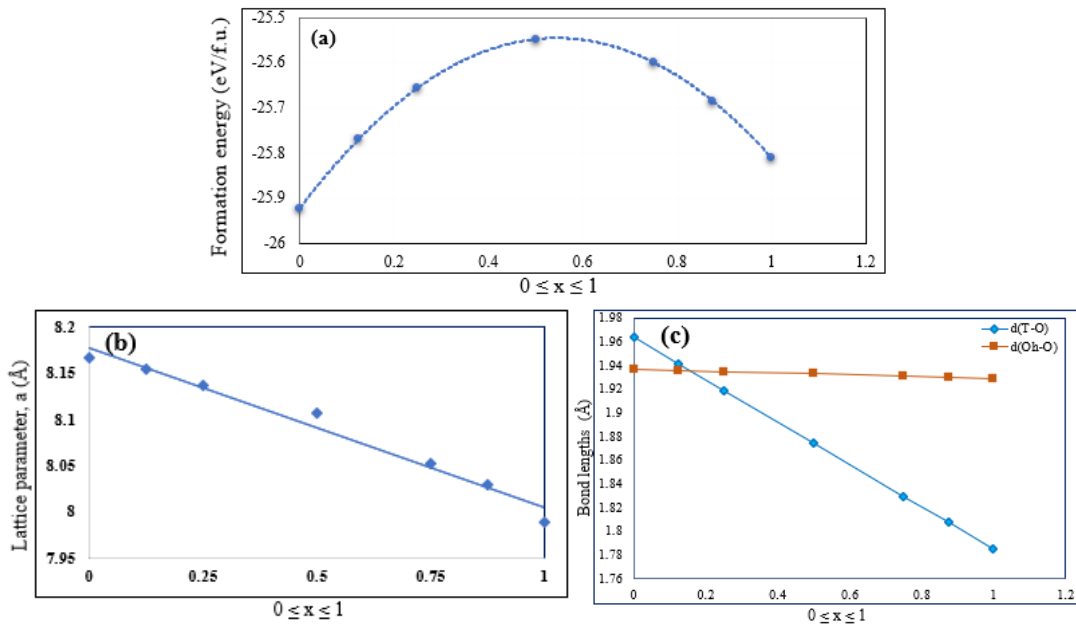 (a)
Formation energy (eV/f.u.)
-25.5
-25.6
-25.7
-25.8
-25.9
-26
0 0.2 0.4 0.6 0.8 1 1.2
0 ≤ x ≤ 1
(b)
Lattice parameter, a (Å)
8.2
8.15
8.1
8.05
8
7.95
0 0.25 0.5 0.75 1
0 ≤ x ≤ 1
(c)
d(T-O)
d(Oh-O)
Bond lengths (Å)
1.98
1.96
1.94
1.92
1.9
1.88
1.86
1.84
1.82
1.8
1.78
1.76
0 0.2 0.4 0.6 0.8 1 1.2
0 ≤ x ≤ 1